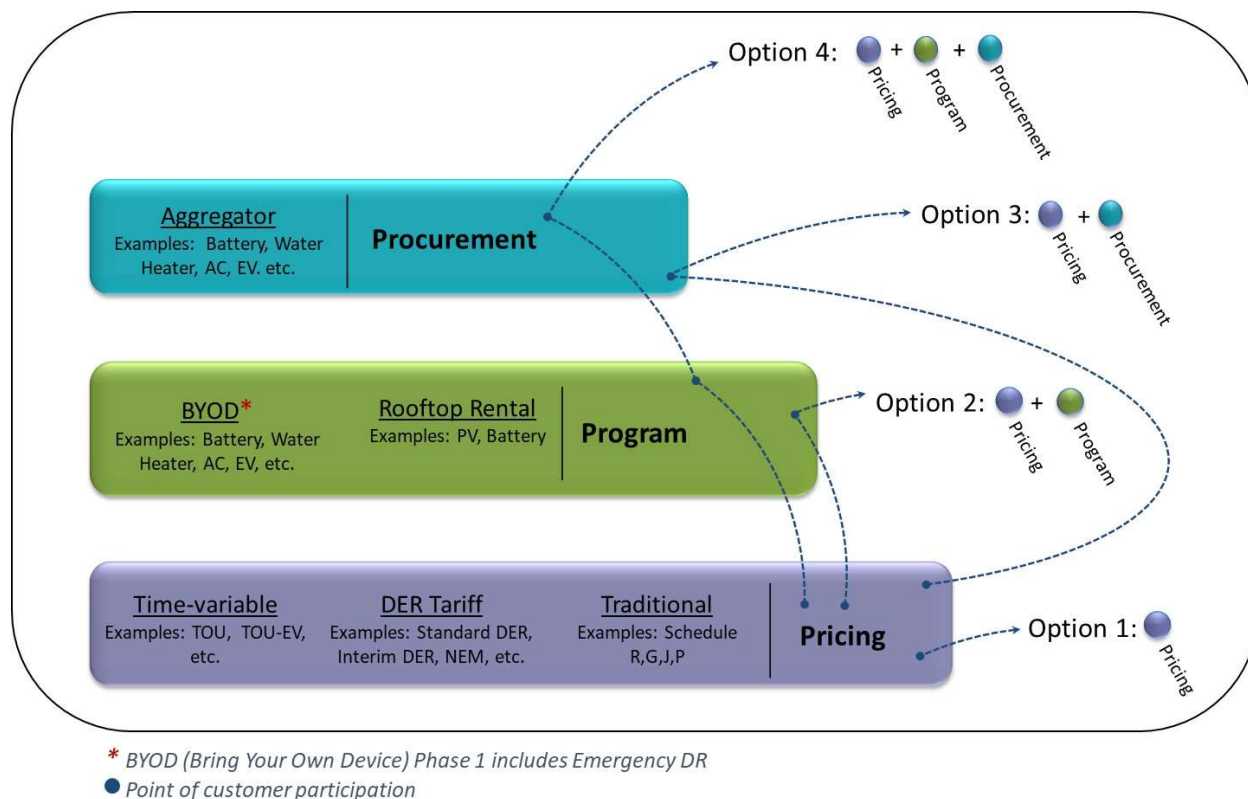 Option 4: + +
Pricing
Program
Procurement
Aggregator
Examples: Battery, Water
Heater, AC, EV. etc.
Procurement
Option 3: +
Pricing
Procurement
BYOD*
Examples: Battery, Water
Heater, AC, EV, etc.
Rooftop Rental
Examples: PV, Battery
Program
Option 2: +
Pricing
Program
Time-variable
Examples: TOU, TOU-EV,
etc.
DER Tariff
Examples: Standard DER,
Interim DER, NEM, etc.
Traditional
Examples: Schedule
R,G,J,P
Pricing
Option 1:
Pricing
* BYOD (Bring Your Own Device) Phase 1 includes Emergency DR
Point of customer participation